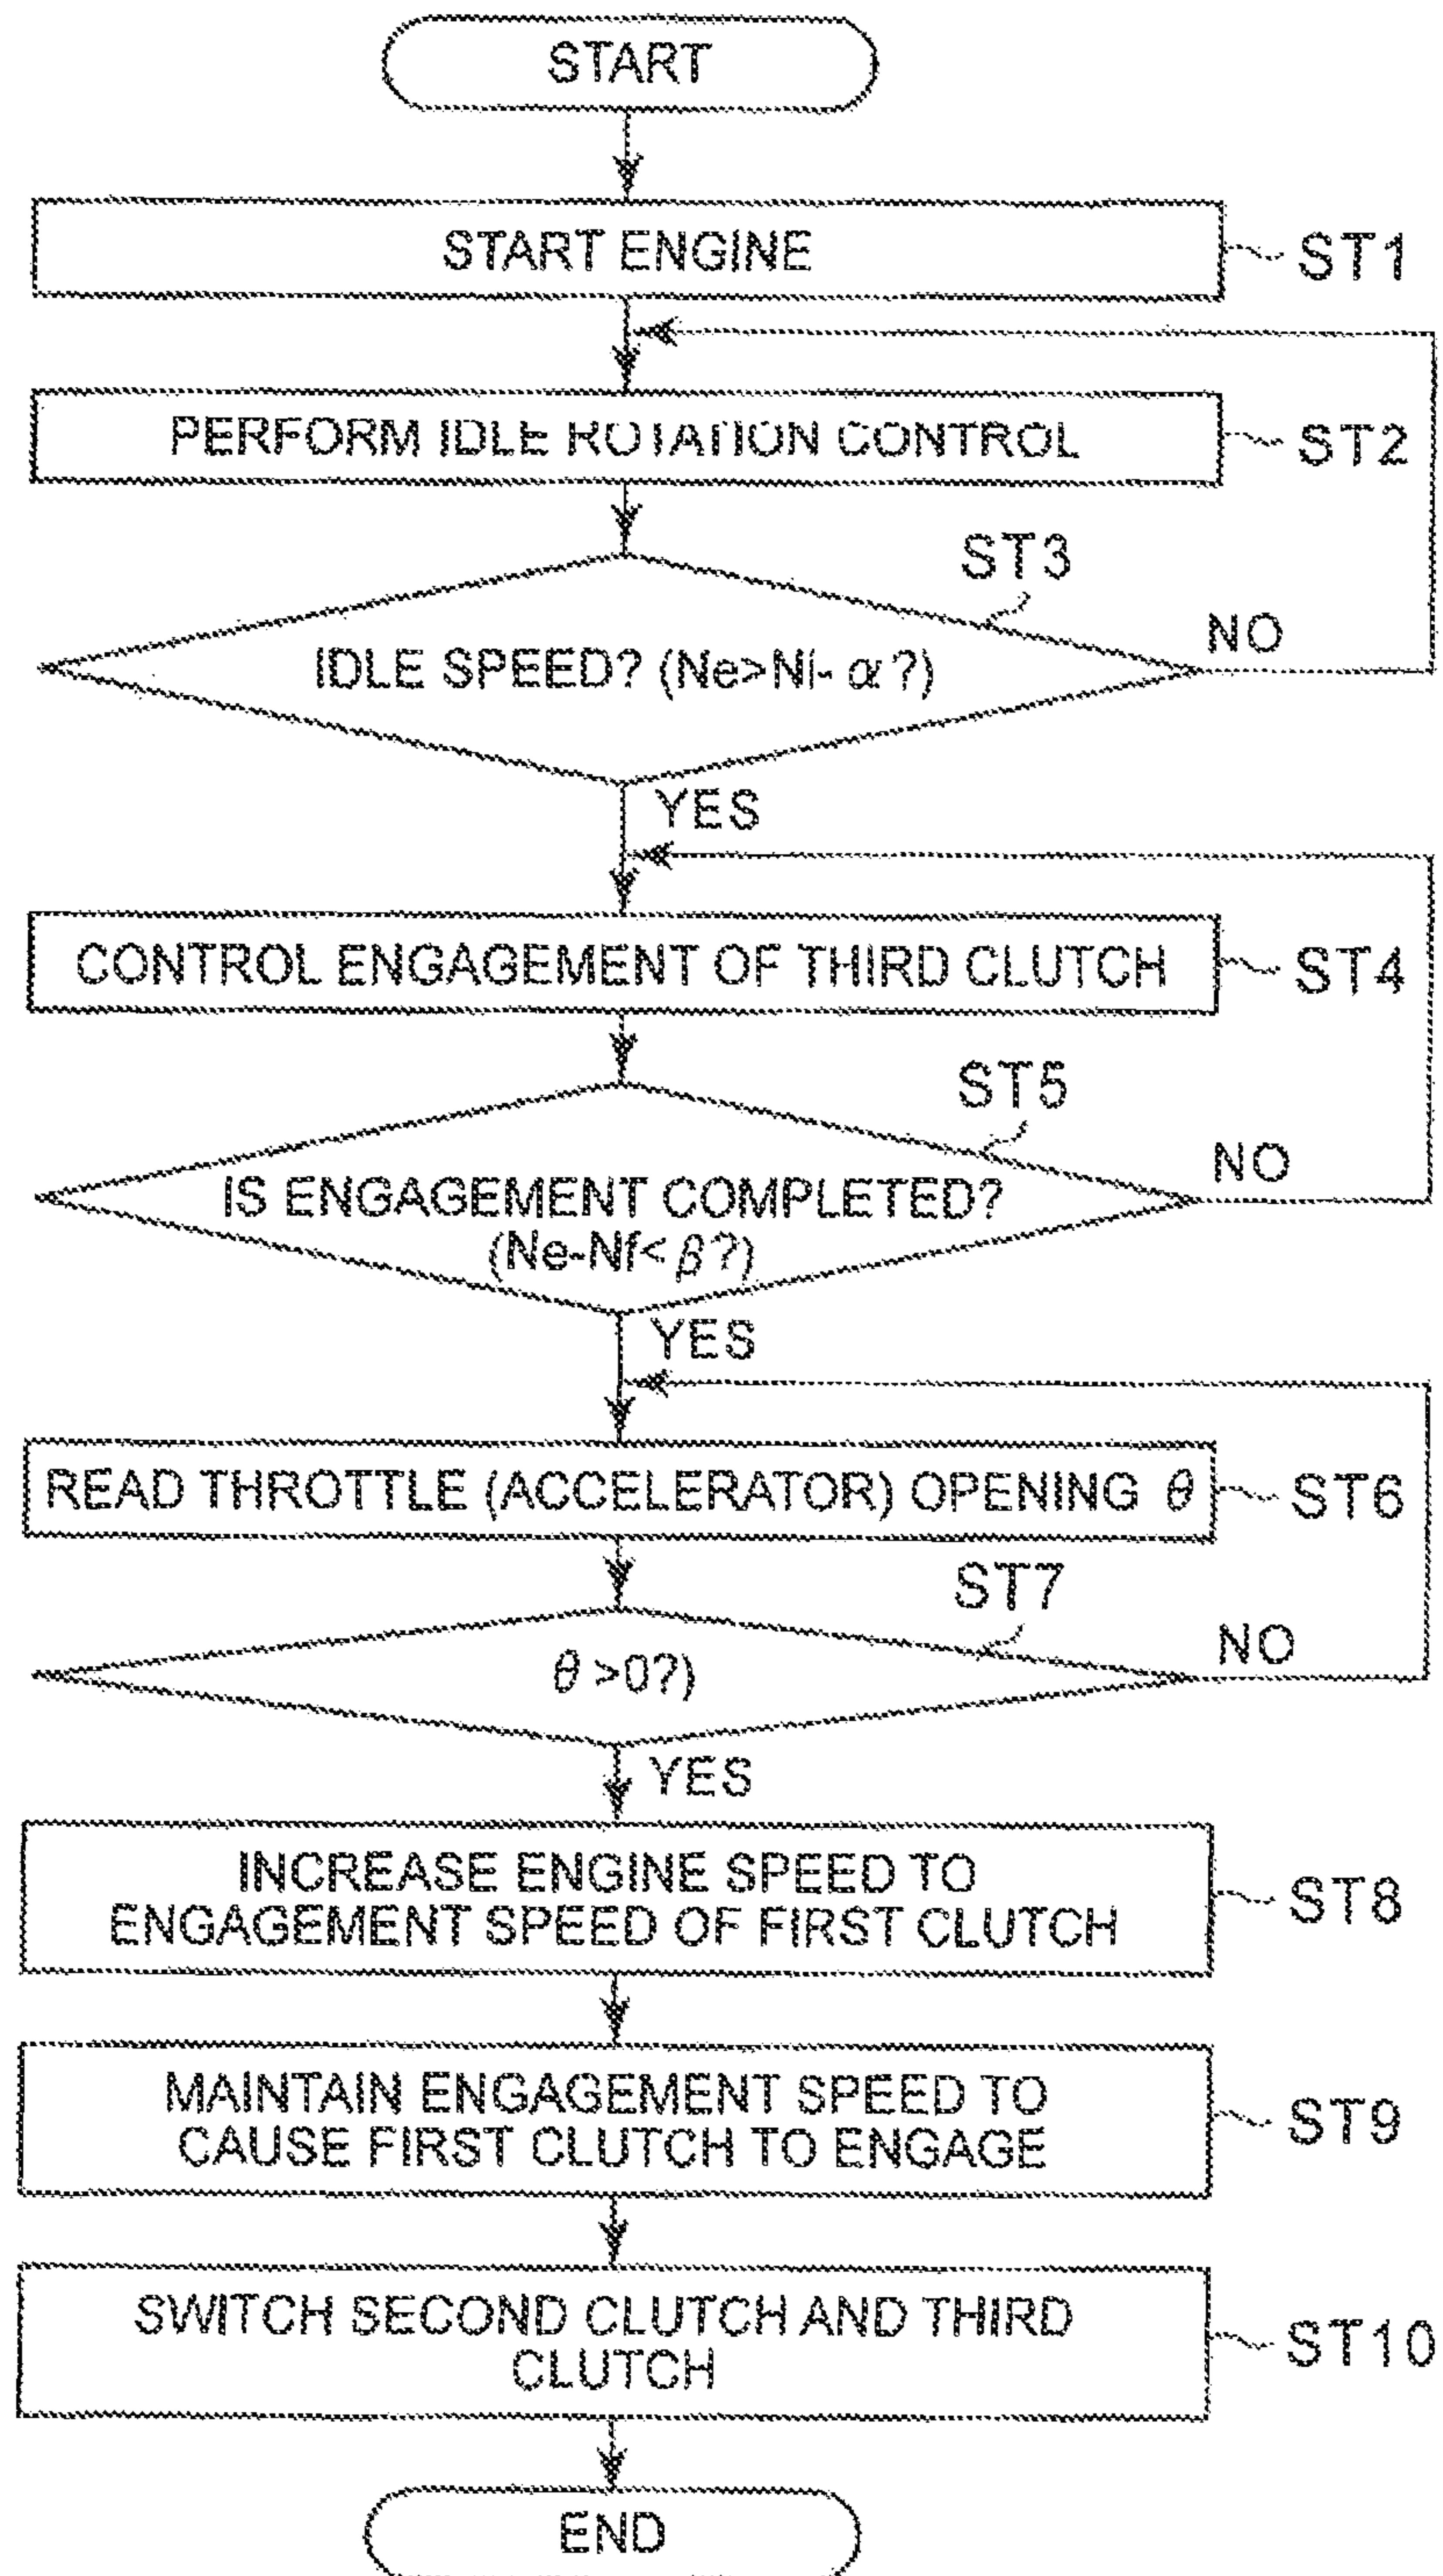 START
START ENGINE
ST1
PERFORM IDLE ROTATION CONTROL
ST2
ST3
IDLE SPEED? (Ne>Ni- α?)
NO
YES
CONTROL ENGAGEMENT OF THIRD CLUTCH
ST4
ST5
IS ENGAGEMENT COMPLETED?
(Ne-Nf< β?)
NO
YES
READ THROTTLE (ACCELERATOR) OPENING θ
ST6
ST7
θ >0?)
NO
YES
INCREASE ENGINE SPEED TO
ENGAGEMENT SPEED OF FIRST CLUTCH
ST8
MAINTAIN ENGAGEMENT SPEED TO
CAUSE FIRST CLUTCH TO ENGAGE
ST9
SWITCH SECOND CLUTCH AND THIRD
CLUTCH
ST10
END